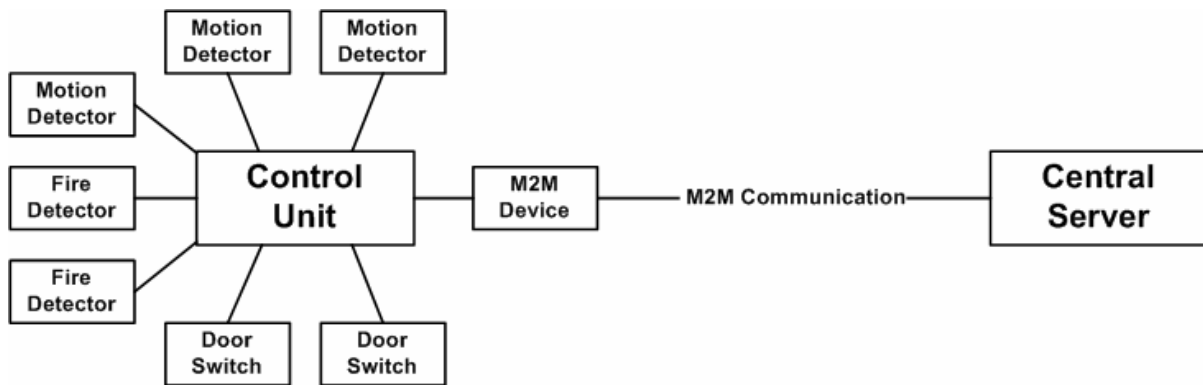 Motion
Detector
Motion
Detector
Motion
Detector
Fire
Detector
Fire
Detector
Control
Unit
M2M
Device
M2M Communication
Central
Server
Door
Switch
Door
Switch